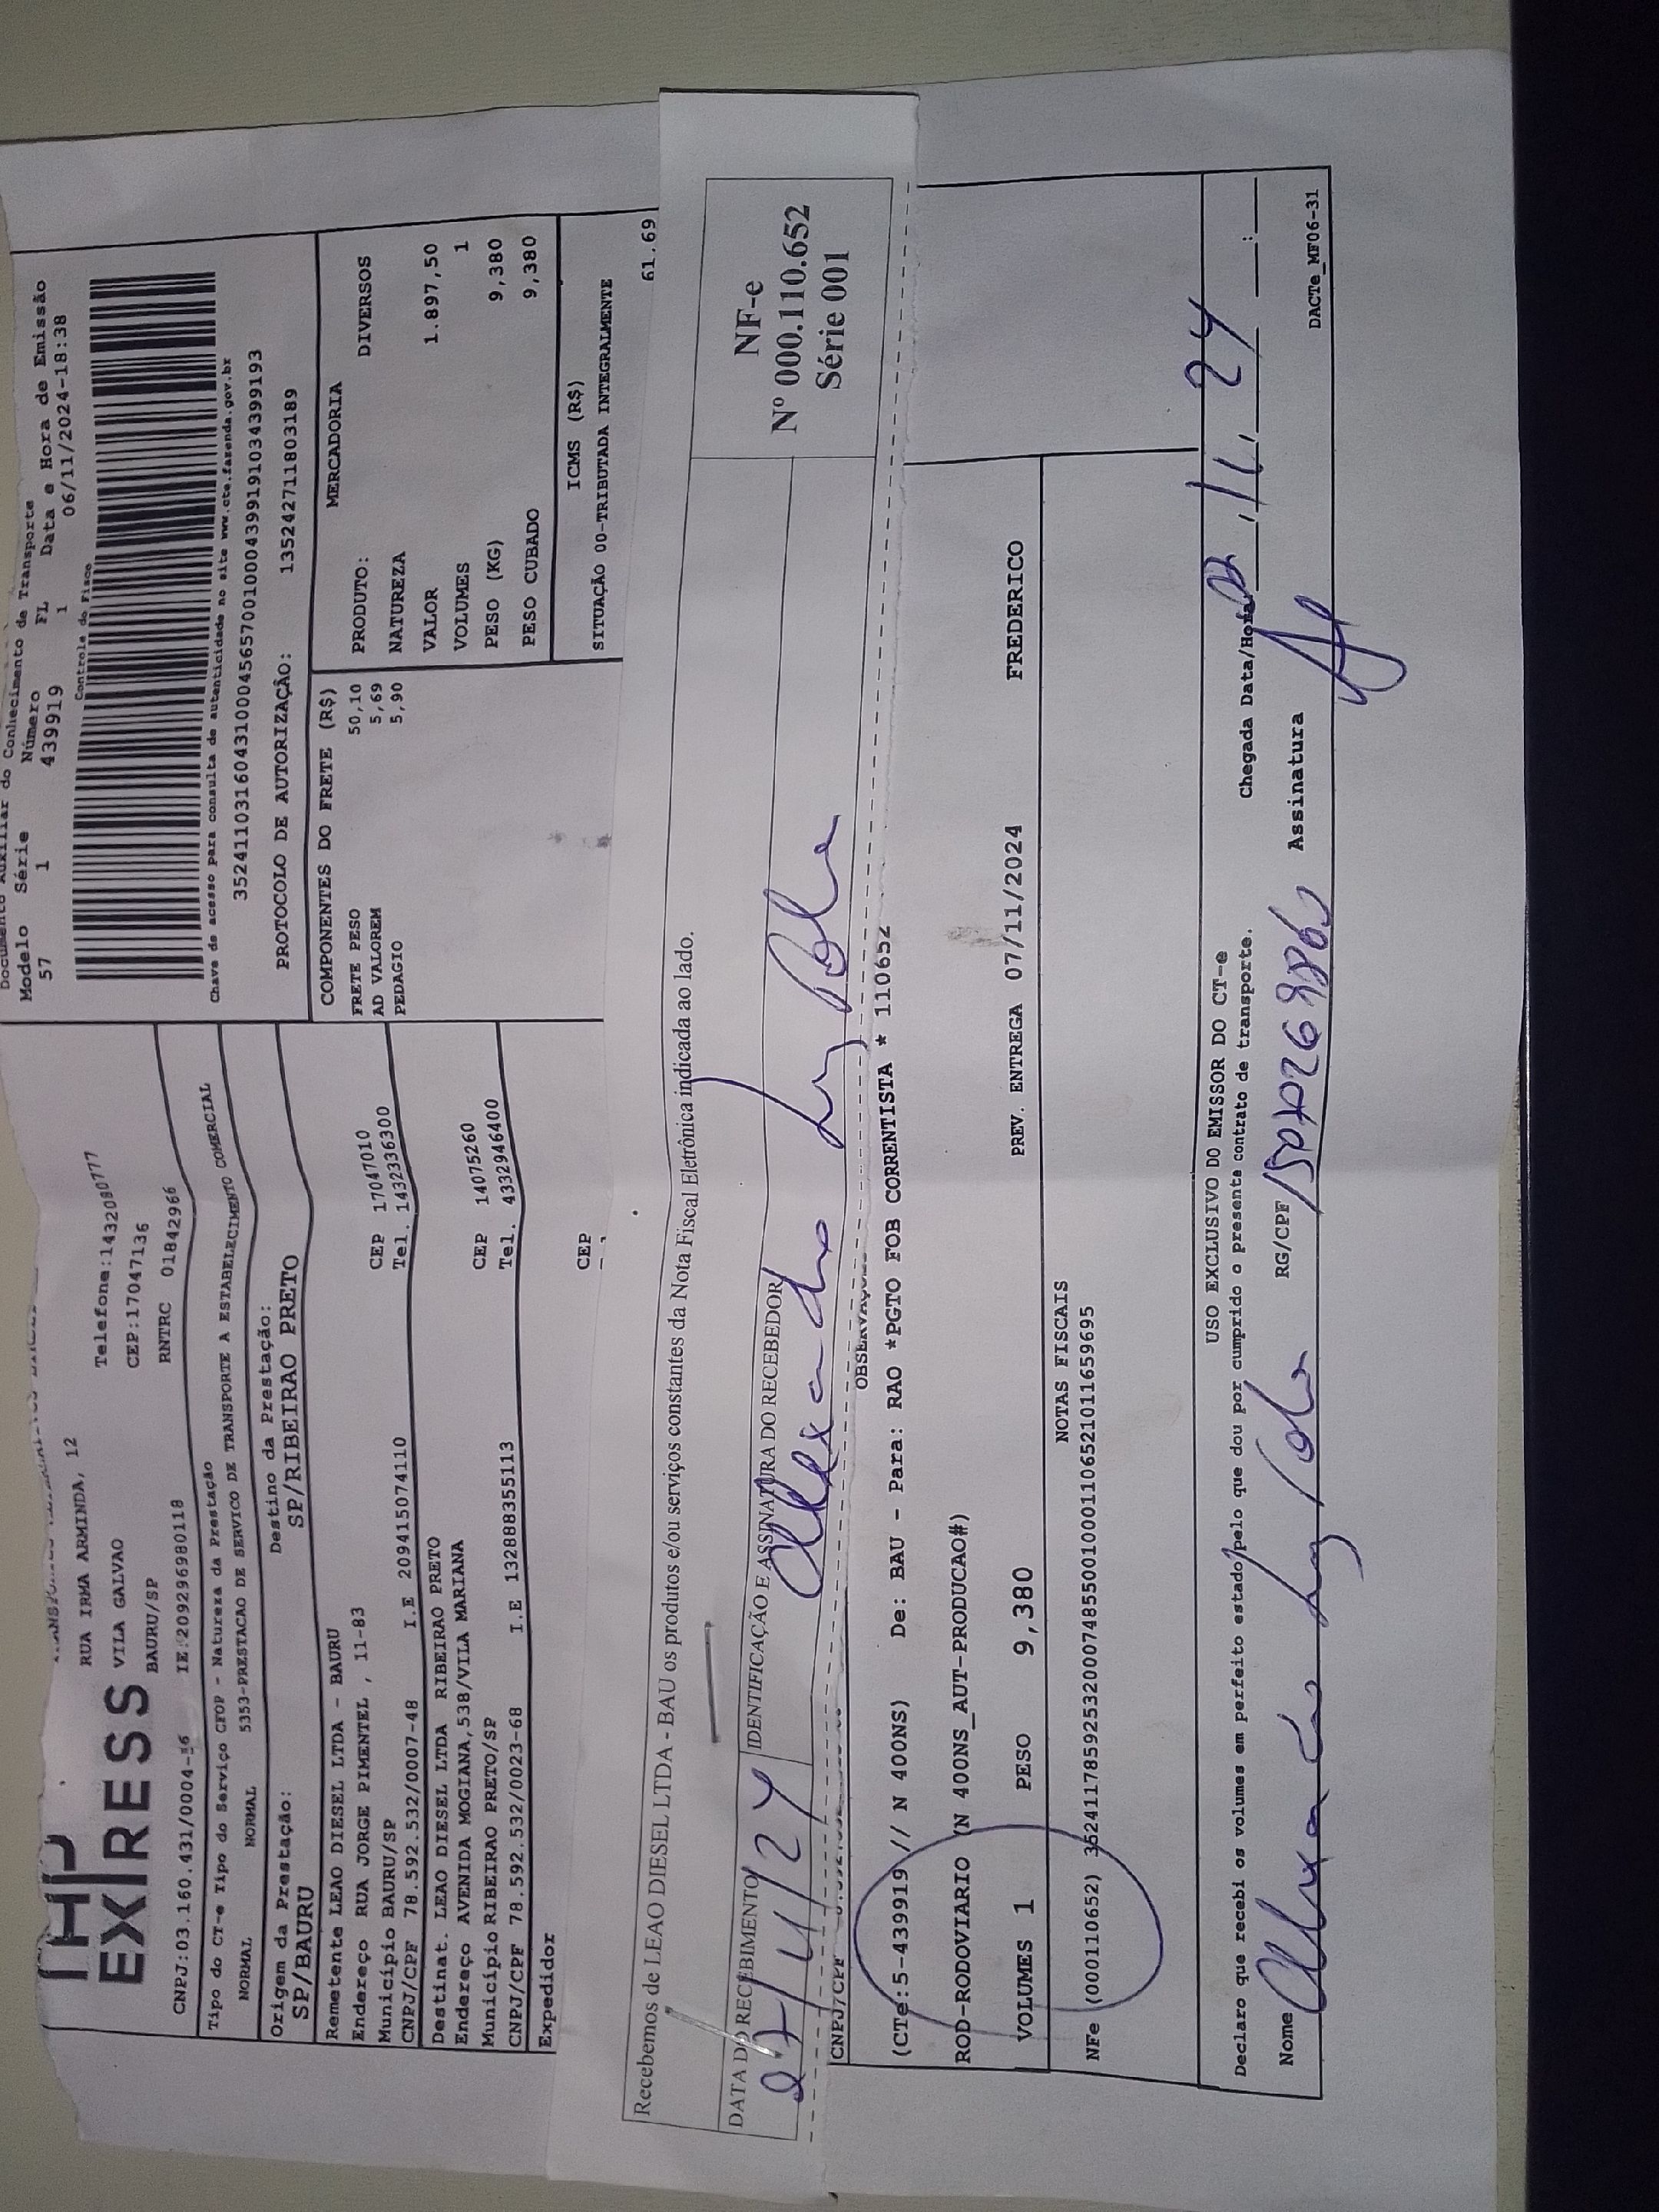 EXPRESS
RUA IRMA ARMINDA, 12
Telefone:1432080777
VILA GALVAO
CEP:17047136
BAURU/SP
RNTRC 01842966
CNPJ:03.160.431/0004-56 IE:209296980118
Tipo do CT-e Tipo do Serviço CFOP - Natureza da Prestação
NORMAL NORMAL 5353-PRESTACAO DE SERVICO DE TRANSPORTE A ESTABELECIMENTO COMERCIAL
Origem da Prestação: Destino da Prestação:
SP/BAURU SP/RIBEIRAO PRETO
Remetente LEAO DIESEL LTDA - BAURU
Endereço RUA JORGE PIMENTEL , 11-83 CEP 17047010
Município BAURU/SP Tel. 1432336300
CNPJ/CPF 78.592.532/0007-48 I.E 209415074110
Destinat. LEAO DIESEL LTDA RIBEIRAO PRETO
Endereço AVENIDA MOGIANA,538/VILA MARIANA CEP 14075260
Município RIBEIRAO PRETO/SP Tel. 4332946400
CNPJ/CPF 78.592.532/0023-68 I.E 132888355113
Expedidor
CEP
Documento Auxiliar do Conhecimento de Transporte
Modelo Série Número FL Data e Hora de Emissão
57 1 439919 1 06/11/2024-18:38
Controle do Fisco
Chave de acesso para consulta de autenticidade no site www.cte.fazenda.gov.br
35241103160431000456570010004399191034399193
PROTOCOLO DE AUTORIZAÇÃO: 135242711803189
COMPONENTES DO FRETE (R$)
FRETE PESO 50,10
AD VALOREM 5,69
PEDAGIO 5,90
MERCADORIA
PRODUTO: DIVERSOS
NATUREZA
VALOR 1.897,50
VOLUMES 1
PESO (KG) 9,380
PESO CUBADO 9,380
ICMS (R$)
SITUAÇÃO 00-TRIBUTADA INTEGRALMENTE
61.69
Recebemos de LEAO DIESEL LTDA - BAU os produtos e/ou serviços constantes da Nota Fiscal Eletrônica indicada ao lado.
DATA DO RECEBIMENTO IDENTIFICAÇÃO E ASSINATURA DO RECEBEDOR
NF-e
Nº 000.110.652
Série 001
CNPJ/CPF
(CTe:5-439919 // N 400NS) De: BAU - Para: RAO *PGTO FOB CORRENTISTA * 110652
ROD-RODOVIARIO (N 400NS_AUT-PRODUCAO#)
VOLUMES 1 PESO 9,380 PREV. ENTREGA 07/11/2024 FREDERICO
NOTAS FISCAIS
NFe (000110652) 35241178592532000748550010001106521011659695
USO EXCLUSIVO DO EMISSOR DO CT-e
Declaro que recebi os volumes em perfeito estado pelo que dou por cumprido o presente contrato de transporte.
Chegada Data/Hora
Nome RG/CPF Assinatura
DACTe_MF06-31